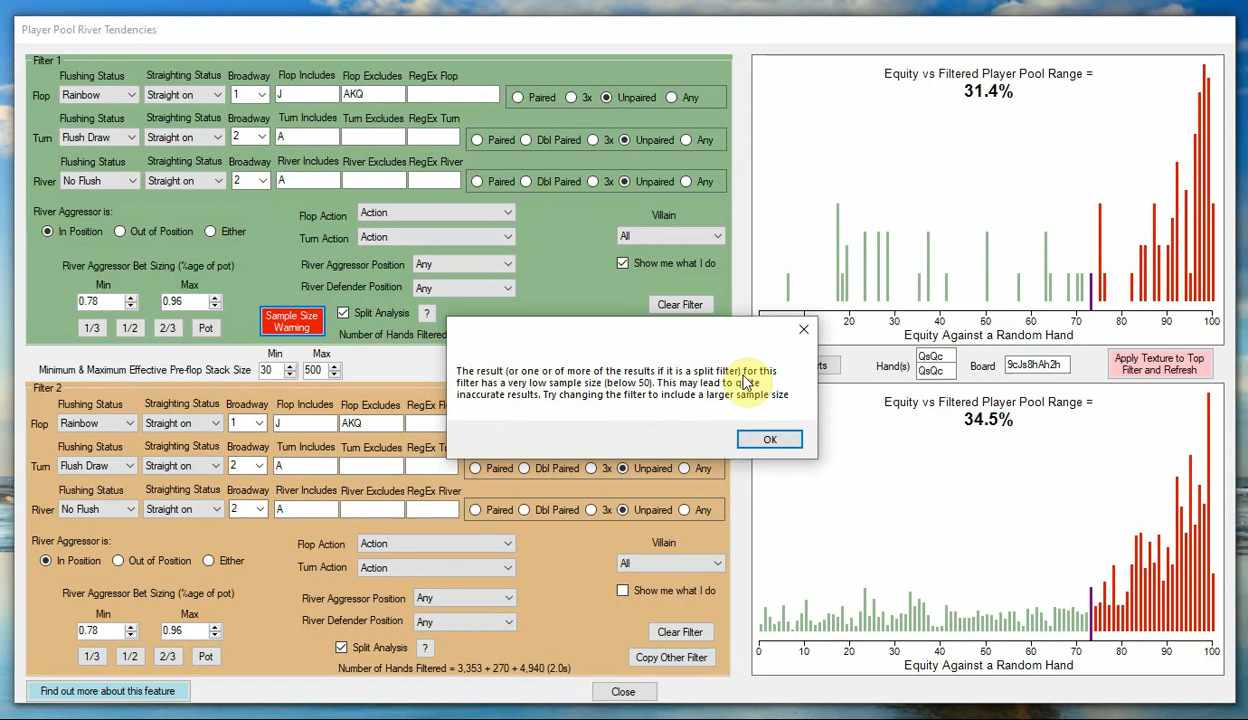 Player Pool River Tendencies
Filter 1
Flushing Status Straighting Status Broadway Flop Includes Flop Excludes RegEx Flop
Flop Rainbow Straight on 1 J AKQ Paired 3x Unpaired Any
Flushing Status Straighting Status Broadway Turn Includes Turn Excludes RegEx Turn
Turn Flush Draw Straight on 2 A Paired Dbl Paired 3x Unpaired Any
Flushing Status Straighting Status Broadway River Includes River Excludes RegEx River
River No Flush Straight on 2 A Paired Dbl Paired 3x Unpaired Any
River Aggressor is:
In Position Out of Position Either
River Aggressor Bet Sizing (%age of pot)
Min Max
0.78 0.96
1/3 1/2 2/3 Pot
Flop Action Action
Turn Action Action
River Aggressor Position Any
River Defender Position Any
Villain
All
Show me what I do
Clear Filter
Sample Size
Warning
Split Analysis ?
Number of Hands Filtered
Min Max
Minimum & Maximum Effective Pre-flop Stack Size 30 500
The result (or one or of more of the results if it is a split filter) for this
filter has a very low sample size (below 50). This may lead to quite
inaccurate results. Try changing the filter to include a larger sample size
OK
Filter 2
Flushing Status Straighting Status Broadway Flop Includes Flop Excludes RegEx Fl
Flop Rainbow Straight on 1 J AKQ
Flushing Status Straighting Status Broadway Turn Includes Turn Excludes RegEx Tu
Turn Flush Draw Straight on 2 A Paired Dbl Paired 3x Unpaired Any
Flushing Status Straighting Status Broadway River Includes River Excludes RegEx River
River No Flush Straight on 2 A Paired Dbl Paired 3x Unpaired Any
River Aggressor is:
In Position Out of Position Either
River Aggressor Bet Sizing (%age of pot)
Min Max
0.78 0.96
1/3 1/2 2/3 Pot
Flop Action Action
Turn Action Action
River Aggressor Position Any
River Defender Position Any
Villain
All
Show me what I do
Clear Filter
Copy Other Filter
Split Analysis ?
Number of Hands Filtered = 3,353 + 270 + 4,940 (2.0s)
Find out more about this feature
Close
Equity vs Filtered Player Pool Range =
31.4%
20 30 40 50 60 70 80 90 100
Equity Against a Random Hand
rts Hand(s) QsQc QsQc Board 9cJs8hAh2h
Apply Texture to Top
Filter and Refresh
Equity vs Filtered Player Pool Range =
34.5%
0 10 20 30 40 50 60 70 80 90 100
Equity Against a Random Hand